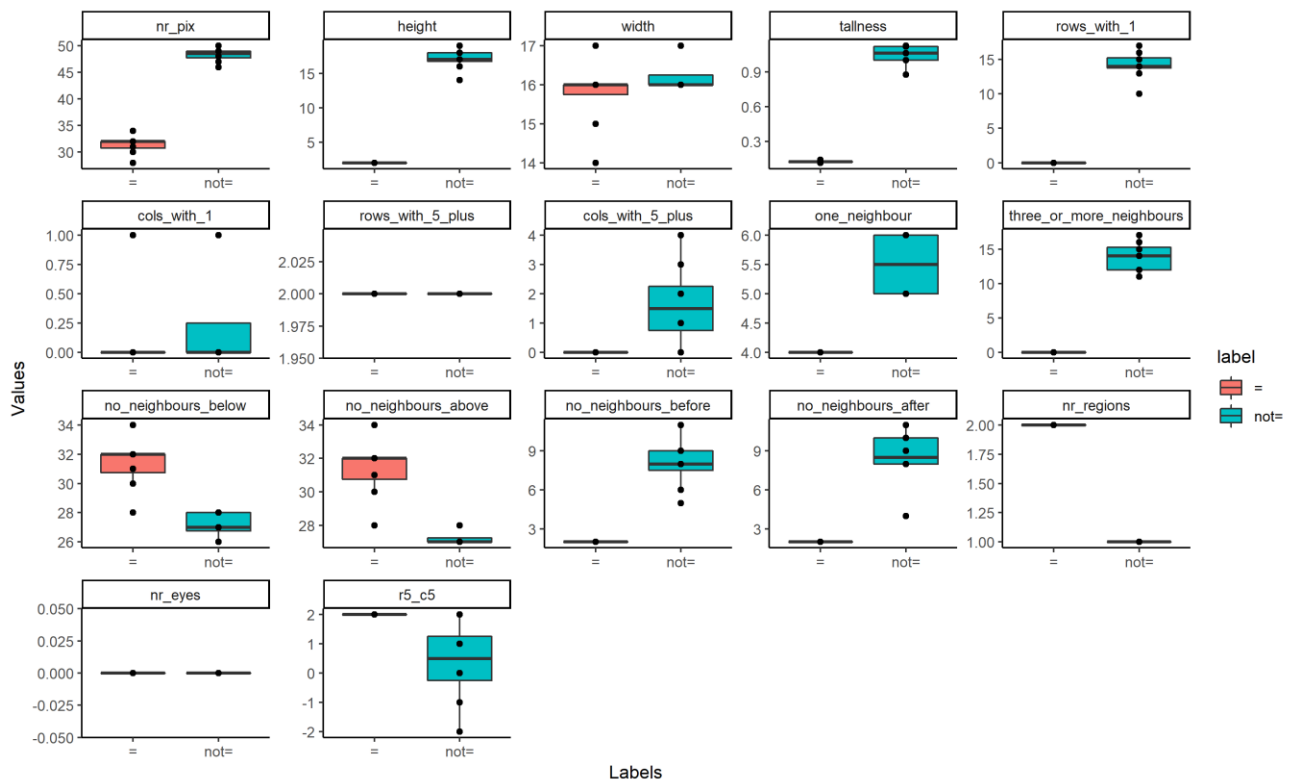 nr_pix
height
width
tallness
rows_with_1
50
45
40
35
30
= not=
15
10
5
= not=
17
16
15
14
= not=
0.9
0.6
0.3
= not=
15
10
5
0
= not=
cols_with_1
rows_with_5_plus
cols_with_5_plus
one_neighbour
three_or_more_neighbours
1.00
0.75
0.50
0.25
0.00
= not=
2.025
2.000
1.975
1.950
= not=
4
3
2
1
0
= not=
6.0
5.5
5.0
4.5
4.0
= not=
15
10
5
0
= not=
no_neighbours_below
no_neighbours_above
no_neighbours_before
no_neighbours_after
nr_regions
34
32
30
28
26
= not=
34
32
30
28
= not=
9
6
3
= not=
9
6
3
= not=
2.00
1.75
1.50
1.25
1.00
= not=
nr_eyes
r5_c5
0.050
0.025
0.000
-0.025
-0.050
= not=
2
1
0
-1
-2
= not=
Values
Labels
label
=
not=